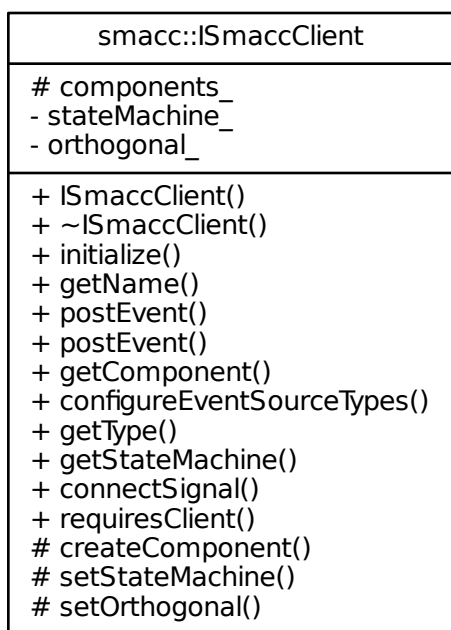 smacc::ISmaccClient
# components_
- stateMachine_
- orthogonal_
+ ISmaccClient()
+ ~ISmaccClient()
+ initialize()
+ getName()
+ postEvent()
+ postEvent()
+ getComponent()
+ configureEventSourceTypes()
+ getType()
+ getStateMachine()
+ connectSignal()
+ requiresClient()
# createComponent()
# setStateMachine()
# setOrthogonal()